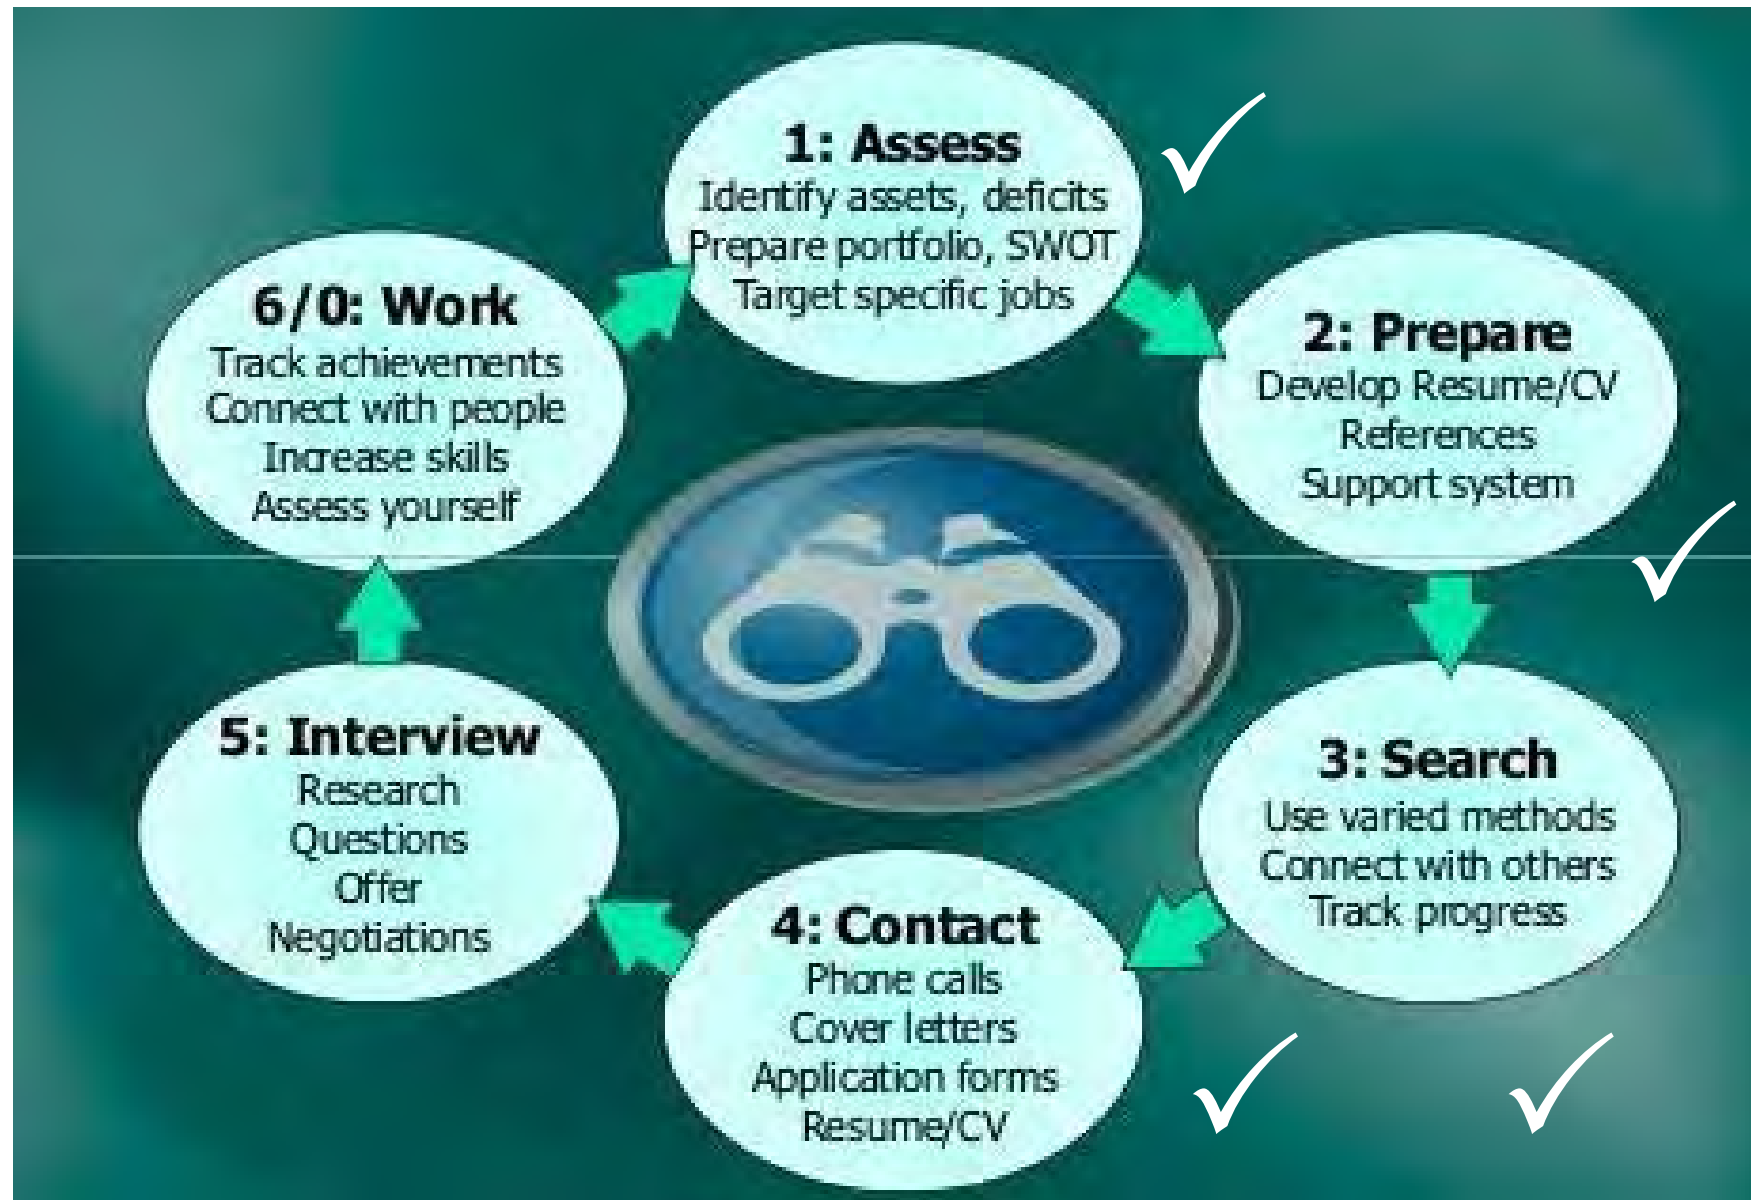 1: Assess
Identify assets, deficits
Prepare portfolio, SWOT
Target specific jobs
2: Prepare
Develop Resume/CV
References
Support system
3: Search
Use varied methods
Connect with others
Track progress
4: Contact
Phone calls
Cover letters
Application forms
Resume/CV
5: Interview
Research
Questions
Offer
Negotiations
6/0: Work
Track achievements
Connect with people
Increase skills
Assess yourself